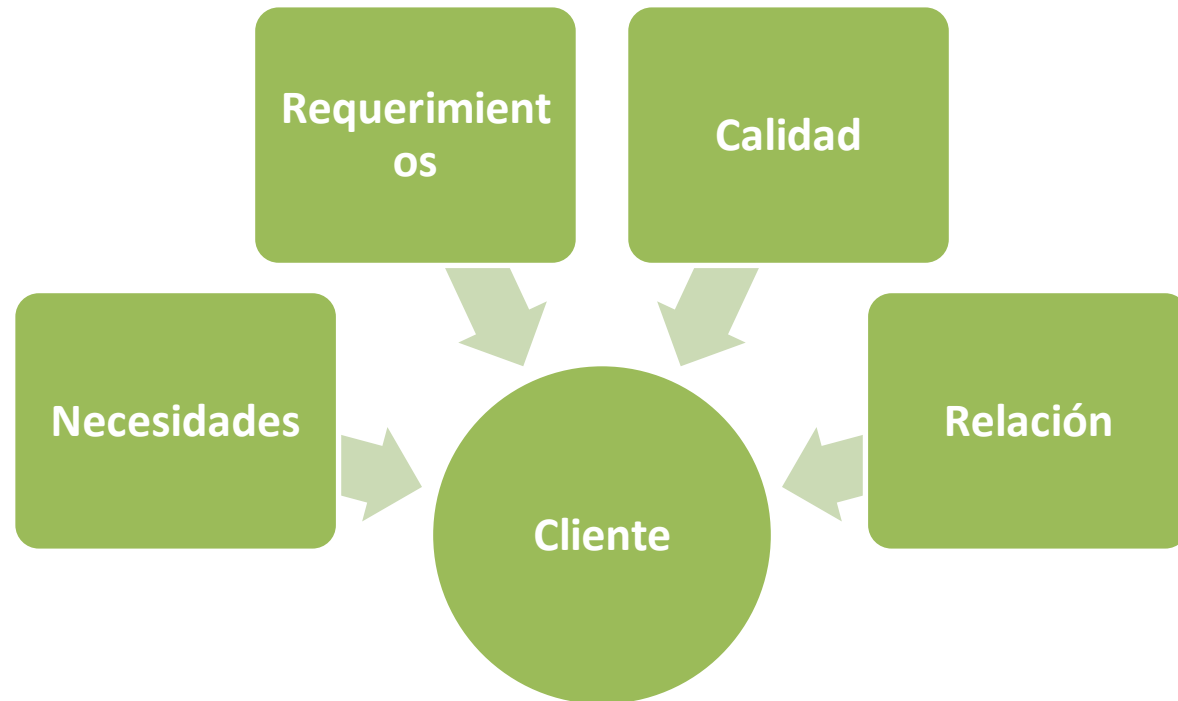 Requerimient
os
Calidad
Necesidades
Relación
Cliente